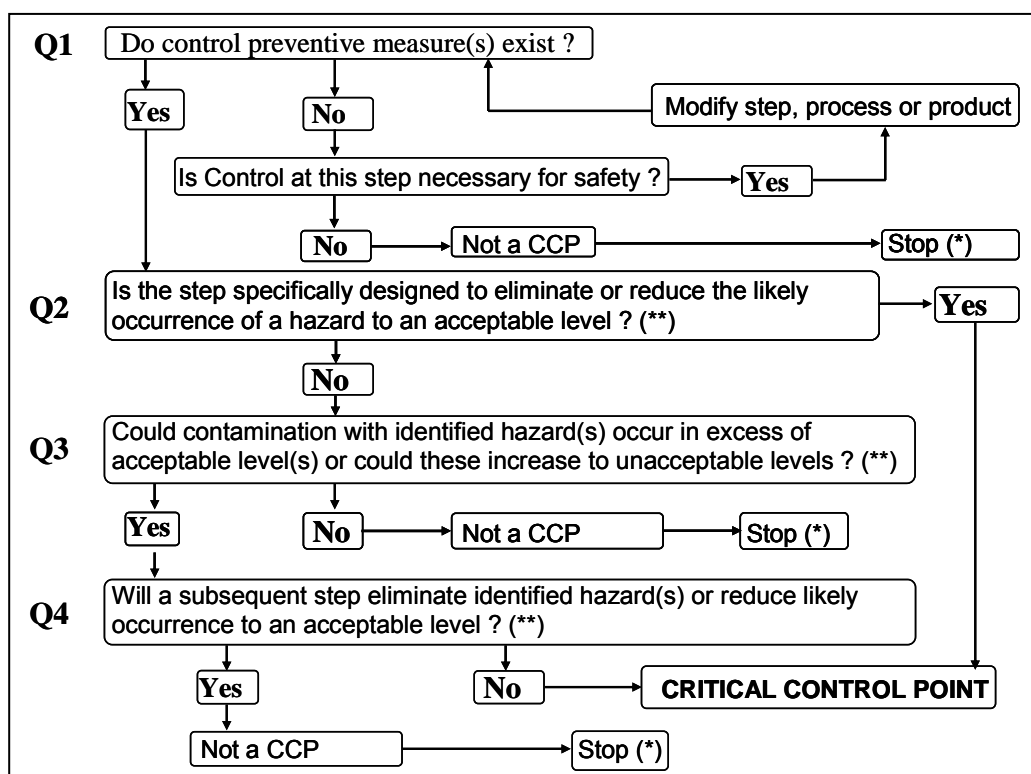 Q1
Do control preventive measure(s) exist ?
Yes
No
Modify step, process or product
Is Control at this step necessary for safety ?
Yes
No
Not a CCP
Stop (*)
Q2
Is the step specifically designed to eliminate or reduce the likely
occurrence of a hazard to an acceptable level ? (**)
Yes
No
Q3
Could contamination with identified hazard(s) occur in excess of
acceptable level(s) or could these increase to unacceptable levels ? (**)
Yes
No
Not a CCP
Stop (*)
Q4
Will a subsequent step eliminate identified hazard(s) or reduce likely
occurrence to an acceptable level ? (**)
Yes
No
CRITICAL CONTROL POINT
Not a CCP
Stop (*)